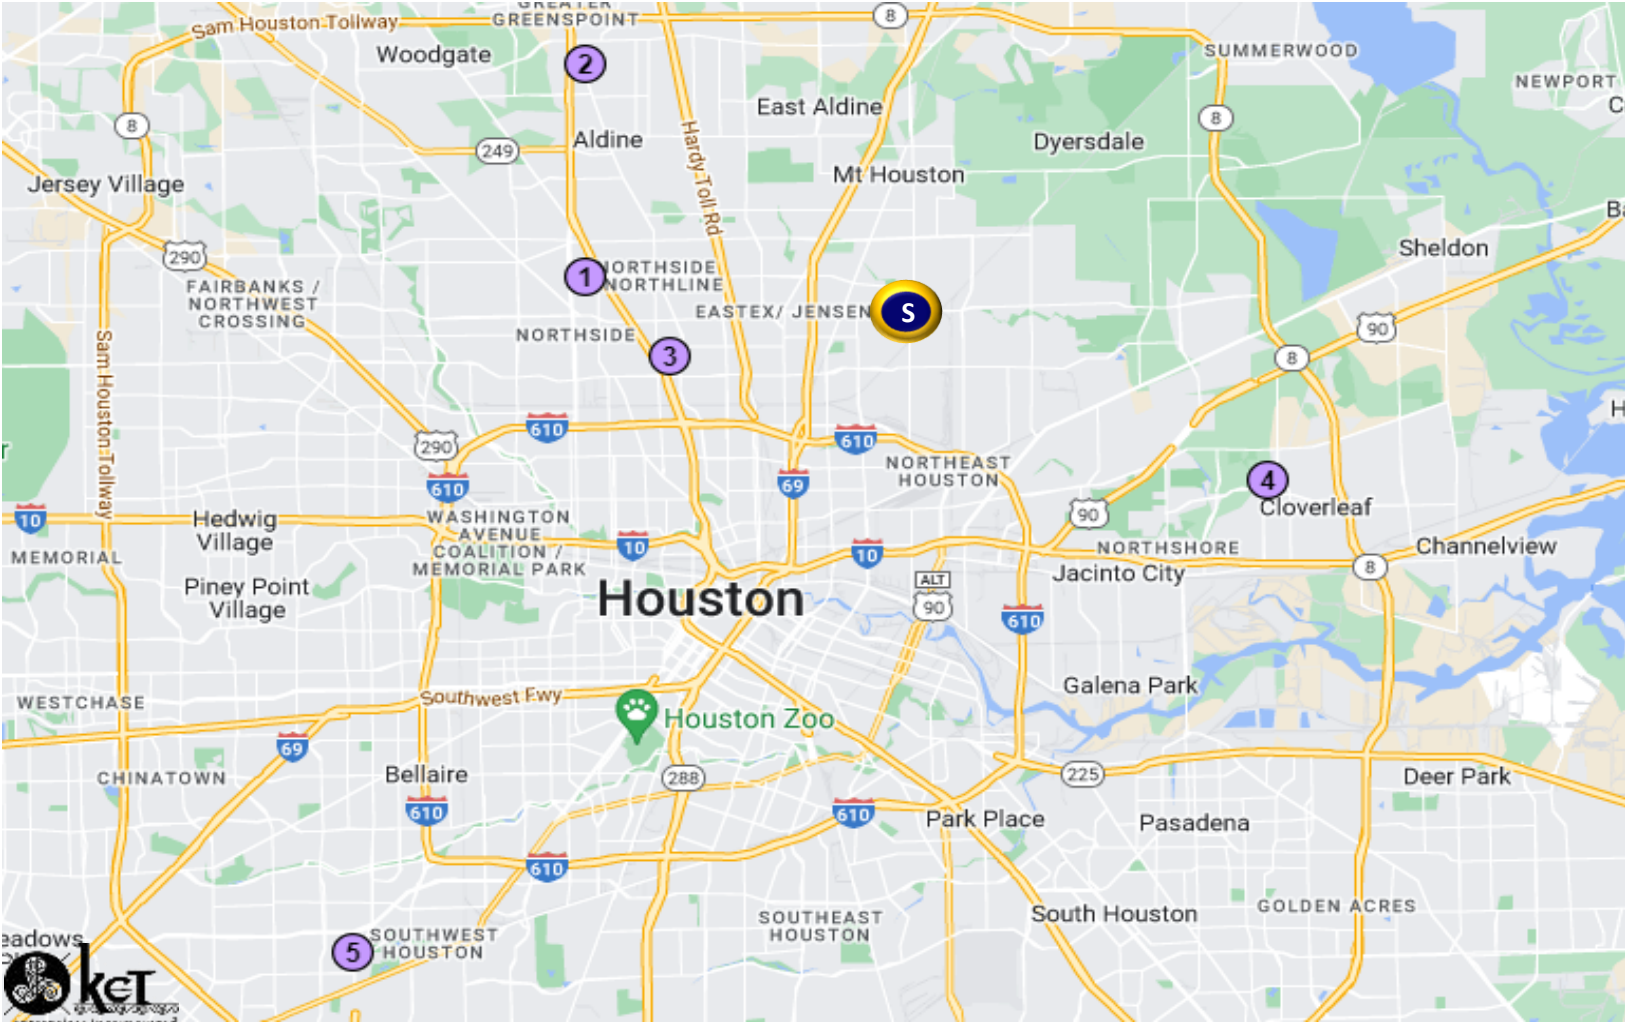 GREATER
GREENSPOINT
Sam Houston Tollway
8
Woodgate
2
SUMMERWOOD
NEWPORT
East Aldine
8
8
Dyersdale
Aldine
249
Hardy Toll Rd
Mt Houston
Jersey Village
Sheldon
290
1
NORTHSIDE
NORTHLINE
FAIRBANKS /
NORTHWEST
CROSSING
EASTEX/ JENSEN
S
90
NORTHSIDE
3
8
Sam Houston Tollway
610
290
610
NORTHEAST
HOUSTON
69
610
4
Cloverleaf
90
10
Hedwig
Village
WASHINGTON
AVENUE
COALITION /
MEMORIAL PARK
10
10
NORTHSHORE
Channelview
MEMORIAL
8
Jacinto City
Piney Point
Village
Houston
ALT
90
610
Galena Park
WESTCHASE
Southwest Fwy
Houston Zoo
69
CHINATOWN
Bellaire
288
225
Deer Park
610
610
Park Place
Pasadena
610
SOUTHEAST
HOUSTON
South Houston
GOLDEN ACRES
5
SOUTHWEST
HOUSTON
eadows
KCT